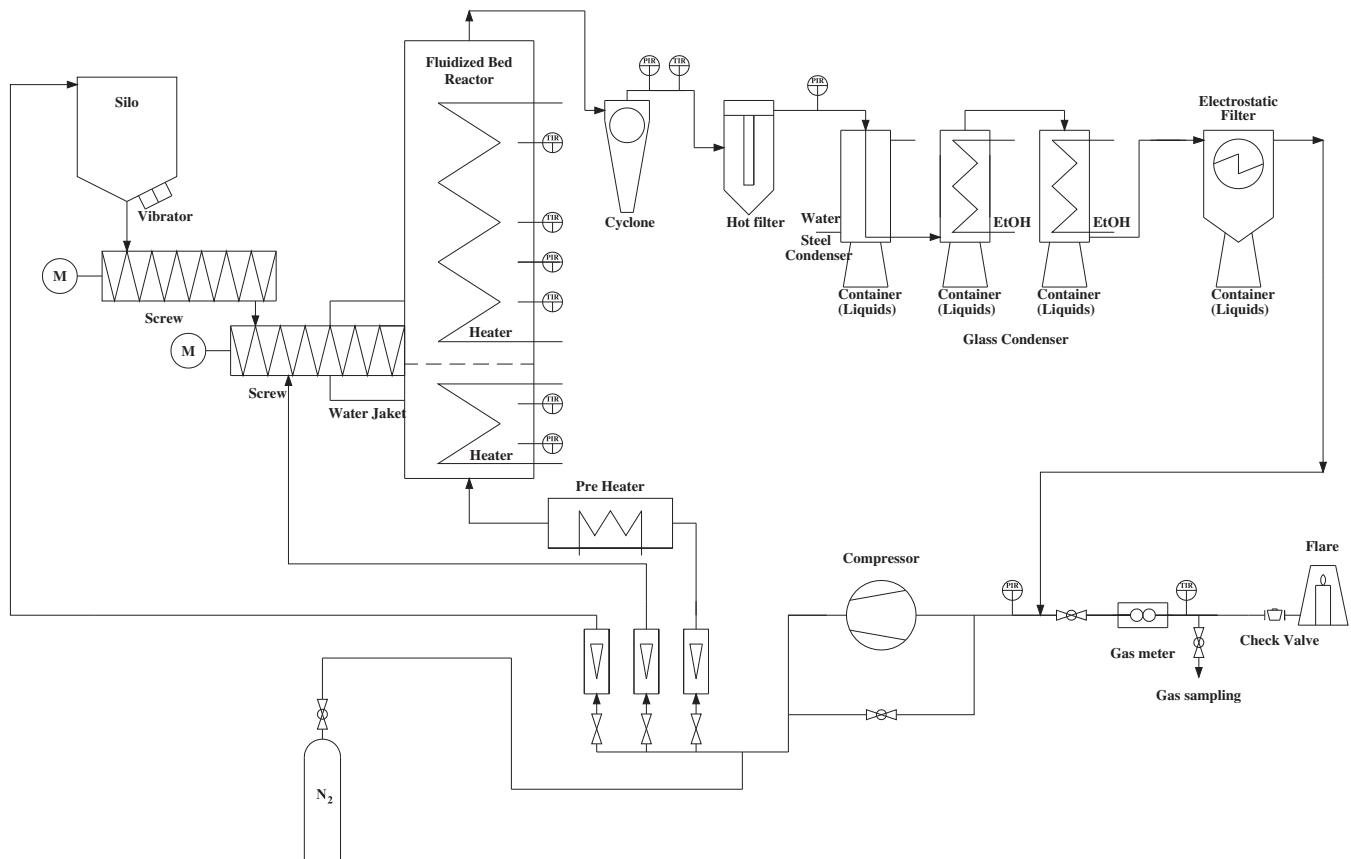 Fluidized Bed
Reactor
Silo
Vibrator
M
Screw
M
Screw
Water Jaket
Heater
Heater
TIR
TIR
PIR
TIR
TIR
PIR
PIR
TIR
Cyclone
Hot filter
PIR
Water
Steel
Condenser
Container
(Liquids)
EtOH
Container
(Liquids)
EtOH
Container
(Liquids)
Glass Condenser
Electrostatic
Filter
Container
(Liquids)
Pre Heater
Compressor
PIR
Gas meter
TIR
Gas sampling
Check Valve
Flare
N2